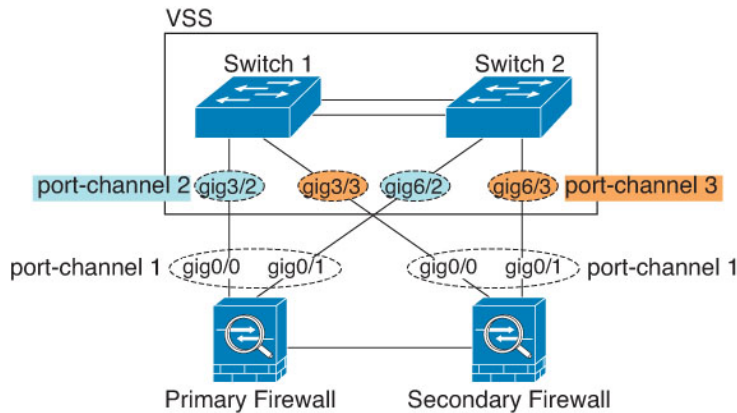 VSS
Switch 1
Switch 2
port-channel 2
gig3/2
gig3/3
gig6/2
gig6/3
port-channel 3
port-channel 1
gig0/0
gig0/1
gig0/0
gig0/1
port-channel 1
Primary Firewall
Secondary Firewall